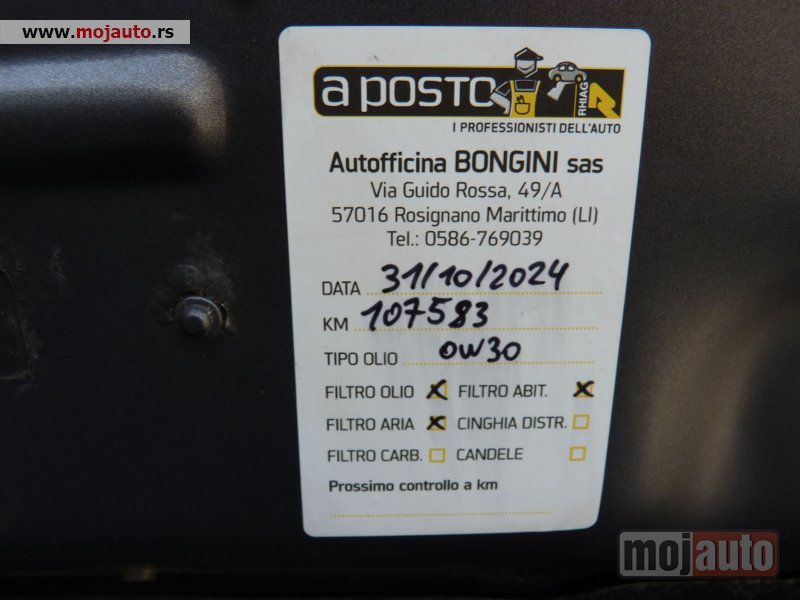 www.mojauto.rs
a posto
RHIAG
I PROFESSIONISTI DELL'AUTO
Autofficina BONGINI sas
Via Guido Rossa, 49/A
57016 Rosignano Marittimo (LI)
Tel.: 0586-769039
DATA 31/10/2024
KM 107583
TIPO OLIO 0W30
FILTRO OLIO X FILTRO ABIT. X
FILTRO ARIA X CINGHIA DISTR.
FILTRO CARB. CANDELE
Prossimo controllo a km
mojauto